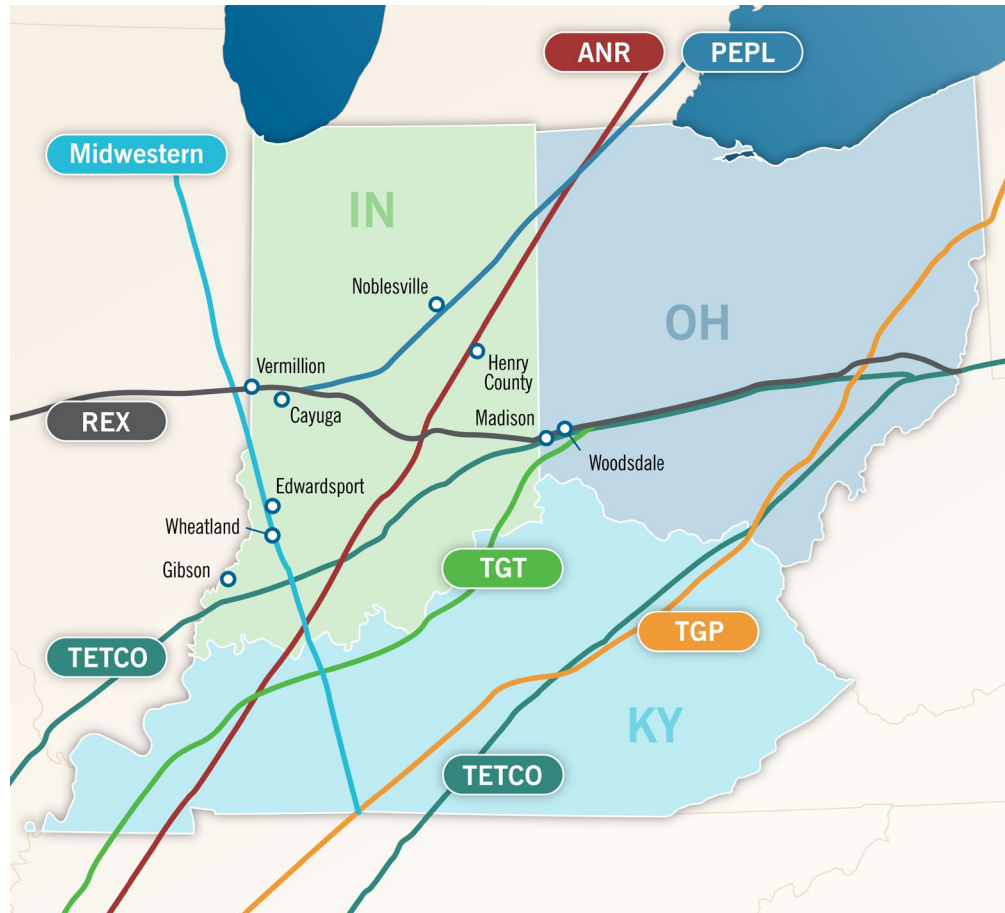 ANR
PEPL
Midwestern
IN
Noblesville
OH
Vermillion
Henry
County
Cayuga
REX
Madison
Woodsdale
Edwardsport
Wheatland
Gibson
TGT
TETCO
TGP
KY
TETCO